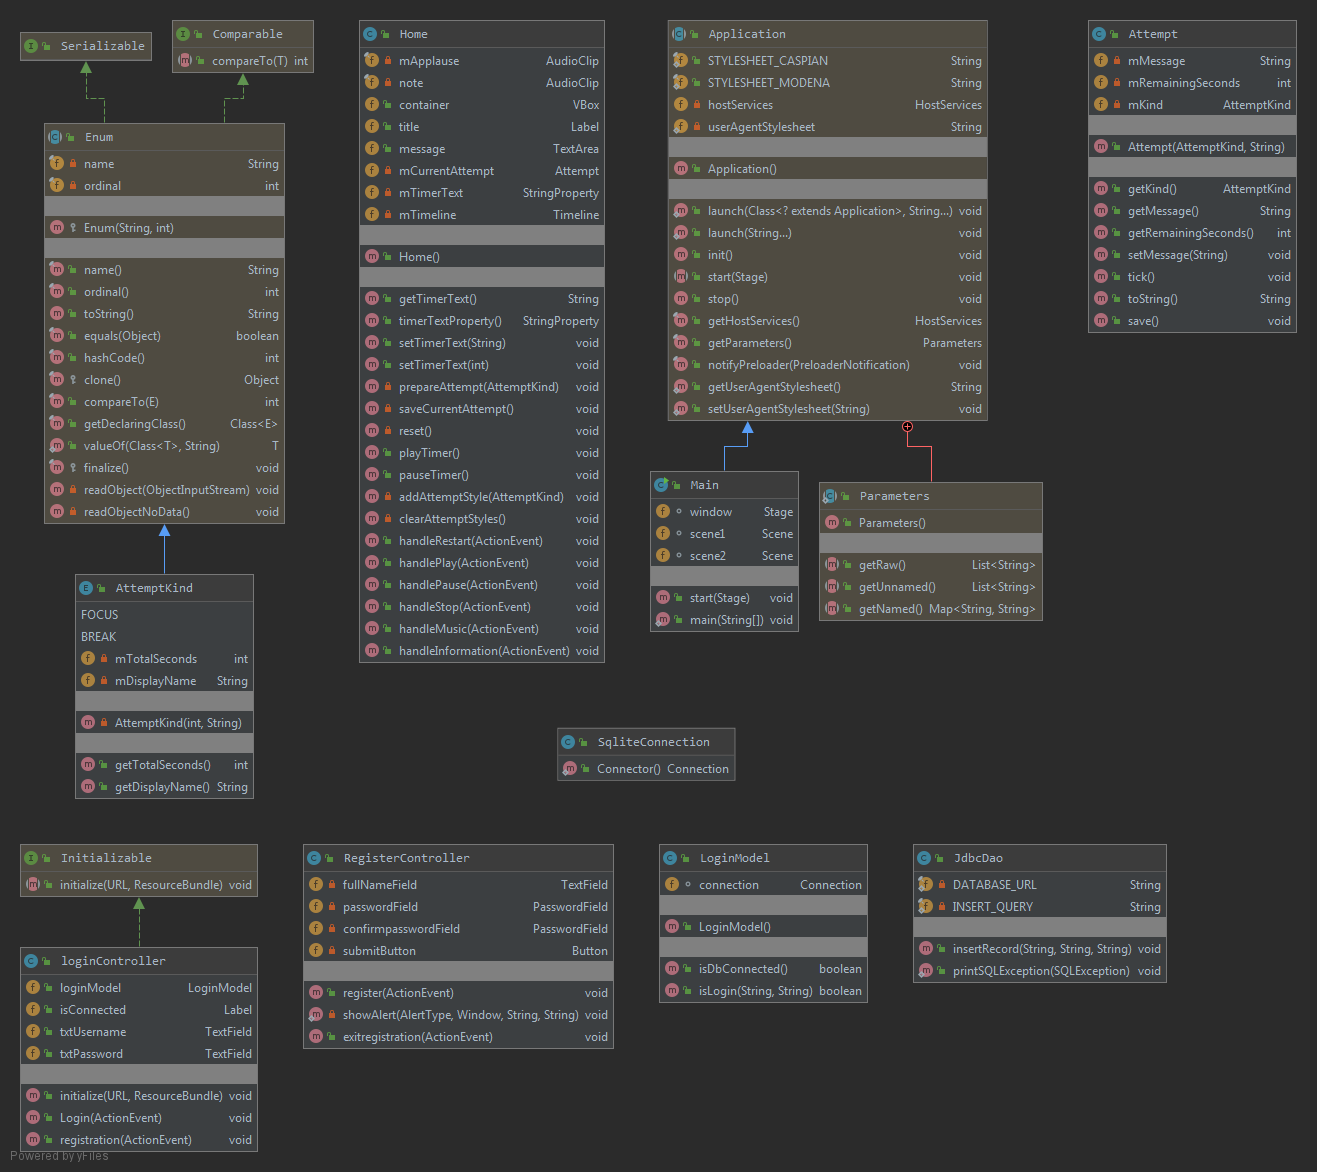 Serializable
Comparable
compareTo(T) int
Enum
name String
ordinal int
Enum(String, int)
name() String
ordinal() int
toString() String
equals(Object) boolean
hashCode() int
clone() Object
compareTo(E) int
getDeclaringClass() Class<E>
valueOf(Class<T>, String) T
finalize() void
readObject(ObjectInputStream) void
readObjectNoData() void
AttemptKind
FOCUS
BREAK
mTotalSeconds int
mDisplayName String
AttemptKind(int, String)
getTotalSeconds() int
getDisplayName() String
Home
mApplause AudioClip
note AudioClip
container VBox
title Label
message TextArea
mCurrentAttempt Attempt
mTimerText StringProperty
mTimeline Timeline
Home()
getTimerText() String
timerTextProperty() StringProperty
setTimerText(String) void
setTimerText(int) void
prepareAttempt(AttemptKind) void
saveCurrentAttempt() void
reset() void
playTimer() void
pauseTimer() void
addAttemptStyle(AttemptKind) void
clearAttemptStyles() void
handleRestart(ActionEvent) void
handlePlay(ActionEvent) void
handlePause(ActionEvent) void
handleStop(ActionEvent) void
handleMusic(ActionEvent) void
handleInformation(ActionEvent) void
Application
STYLESHEET_CASPIAN String
STYLESHEET_MODENA String
hostServices HostServices
userAgentStylesheet String
Application()
launch(Class<? extends Application>, String...) void
launch(String...) void
init() void
start(Stage) void
stop() void
getHostServices() HostServices
getParameters() Parameters
notifyPreloader(PreloaderNotification) void
getUserAgentStylesheet() String
setUserAgentStylesheet(String) void
Main
window Stage
scene1 Scene
scene2 Scene
start(Stage) void
main(String[]) void
Parameters
Parameters()
getRaw() List<String>
getUnnamed() List<String>
getNamed() Map<String, String>
Attempt
mMessage String
mRemainingSeconds int
mKind AttemptKind
Attempt(AttemptKind, String)
getKind() AttemptKind
getMessage() String
getRemainingSeconds() int
setMessage(String) void
tick() void
toString() String
save() void
SqliteConnection
Connector() Connection
Initializable
initialize(URL, ResourceBundle) void
loginController
loginModel LoginModel
isConnected Label
txtUsername TextField
txtPassword TextField
initialize(URL, ResourceBundle) void
Login(ActionEvent) void
registration(ActionEvent) void
RegisterController
fullNameField TextField
passwordField PasswordField
confirmpasswordField PasswordField
submitButton Button
register(ActionEvent) void
showAlert(AlertType, Window, String, String) void
exitregistration(ActionEvent) void
LoginModel
connection Connection
LoginModel()
isDbConnected() boolean
isLogin(String, String) boolean
JdbcDao
DATABASE_URL String
INSERT_QUERY String
insertRecord(String, String, String) void
printSQLException(SQLException) void
Powered by yFiles